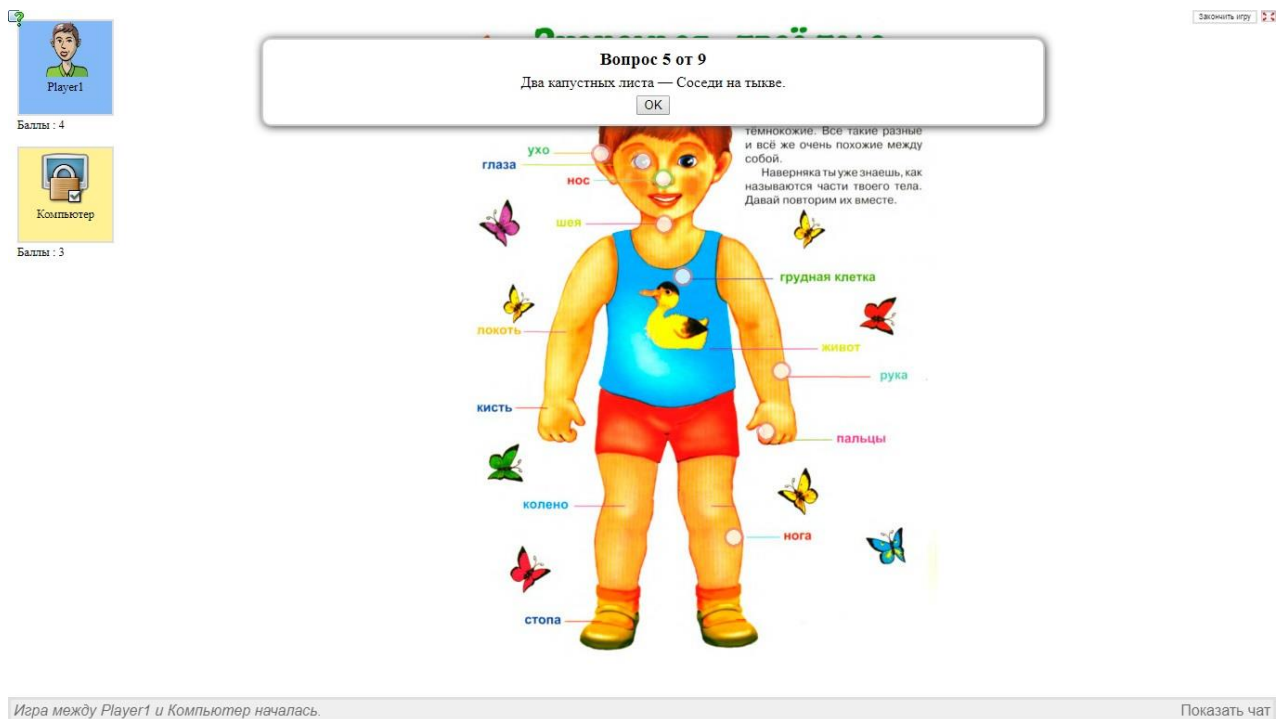 Закончить игру
Вопрос 5 от 9
Два капустных листа — Соседи на тыкве.
OK
Player1
Баллы : 4
Компьютер
Баллы : 3
темнокожие. Все такие разные
и всё же очень похожие между
собой.
Наверняка ты уже знаешь, как
называются части твоего тела.
Давай повторим их вместе.
ухо
глаза
нос
шея
грудная клетка
локоть
живот
рука
кисть
пальцы
колено
нога
стопа
Игра между Player1 и Компьютер началась.
Показать чат